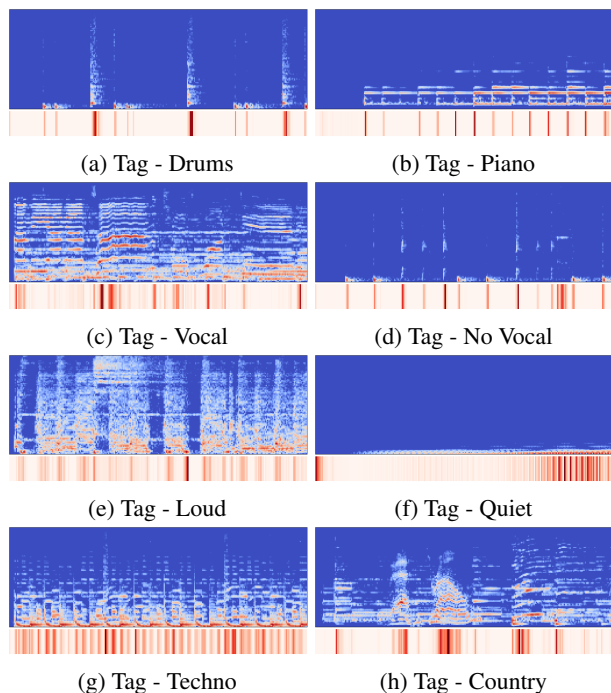 (a) Tag - Drums
(b) Tag - Piano
(c) Tag - Vocal
(d) Tag - No Vocal
(e) Tag - Loud
(f) Tag - Quiet
(g) Tag - Techno
(h) Tag - Country